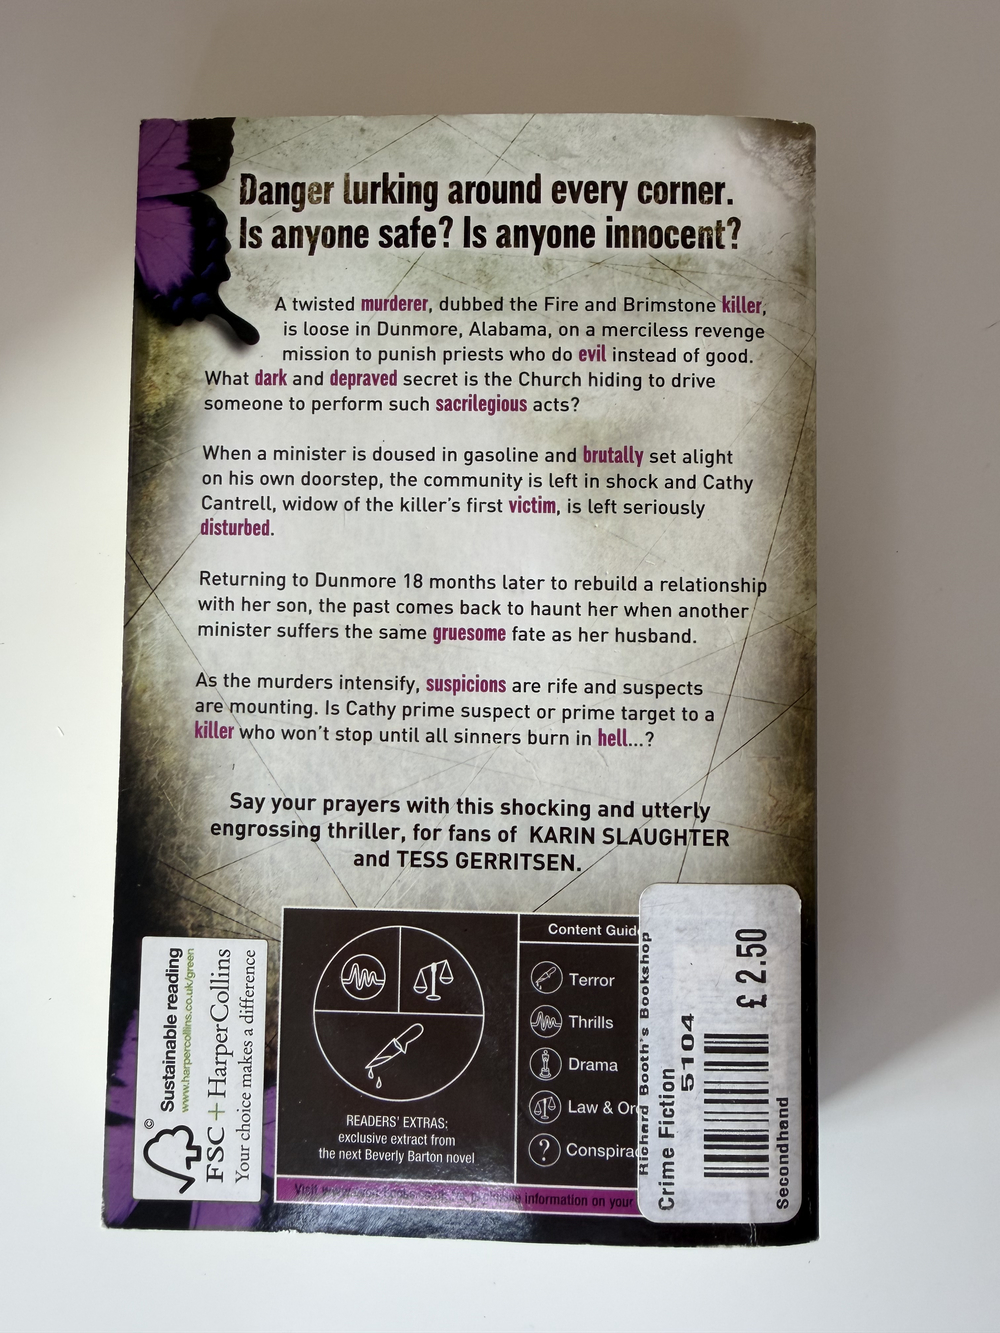 Danger lurking around every corner.
Is anyone safe? Is anyone innocent?
A twisted murderer, dubbed the Fire and Brimstone killer,
is loose in Dunmore, Alabama, on a merciless revenge
mission to punish priests who do evil instead of good.
What dark and depraved secret is the Church hiding to drive
someone to perform such sacrilegious acts?
When a minister is doused in gasoline and brutally set alight
on his own doorstep, the community is left in shock and Cathy
Cantrell, widow of the killer's first victim, is left seriously
disturbed.
Returning to Dunmore 18 months later to rebuild a relationship
with her son, the past comes back to haunt her when another
minister suffers the same gruesome fate as her husband.
As the murders intensify, suspicions are rife and suspects
are mounting. Is Cathy prime suspect or prime target to a
killer who won't stop until all sinners burn in hell...?
Say your prayers with this shocking and utterly
engrossing thriller, for fans of KARIN SLAUGHTER
and TESS GERRITSEN.
©
Sustainable reading
www.harpercollins.co.uk/green
FSC + HarperCollins
Your choice makes a difference
READERS' EXTRAS:
exclusive extract from
the next Beverly Barton novel
Content Guid
Terror
Thrills
Drama
Law & Or
?
Conspira
Visit
information on your
Richard Booth's Bookshop
Crime Fiction
5104
£ 2.50
Secondhand